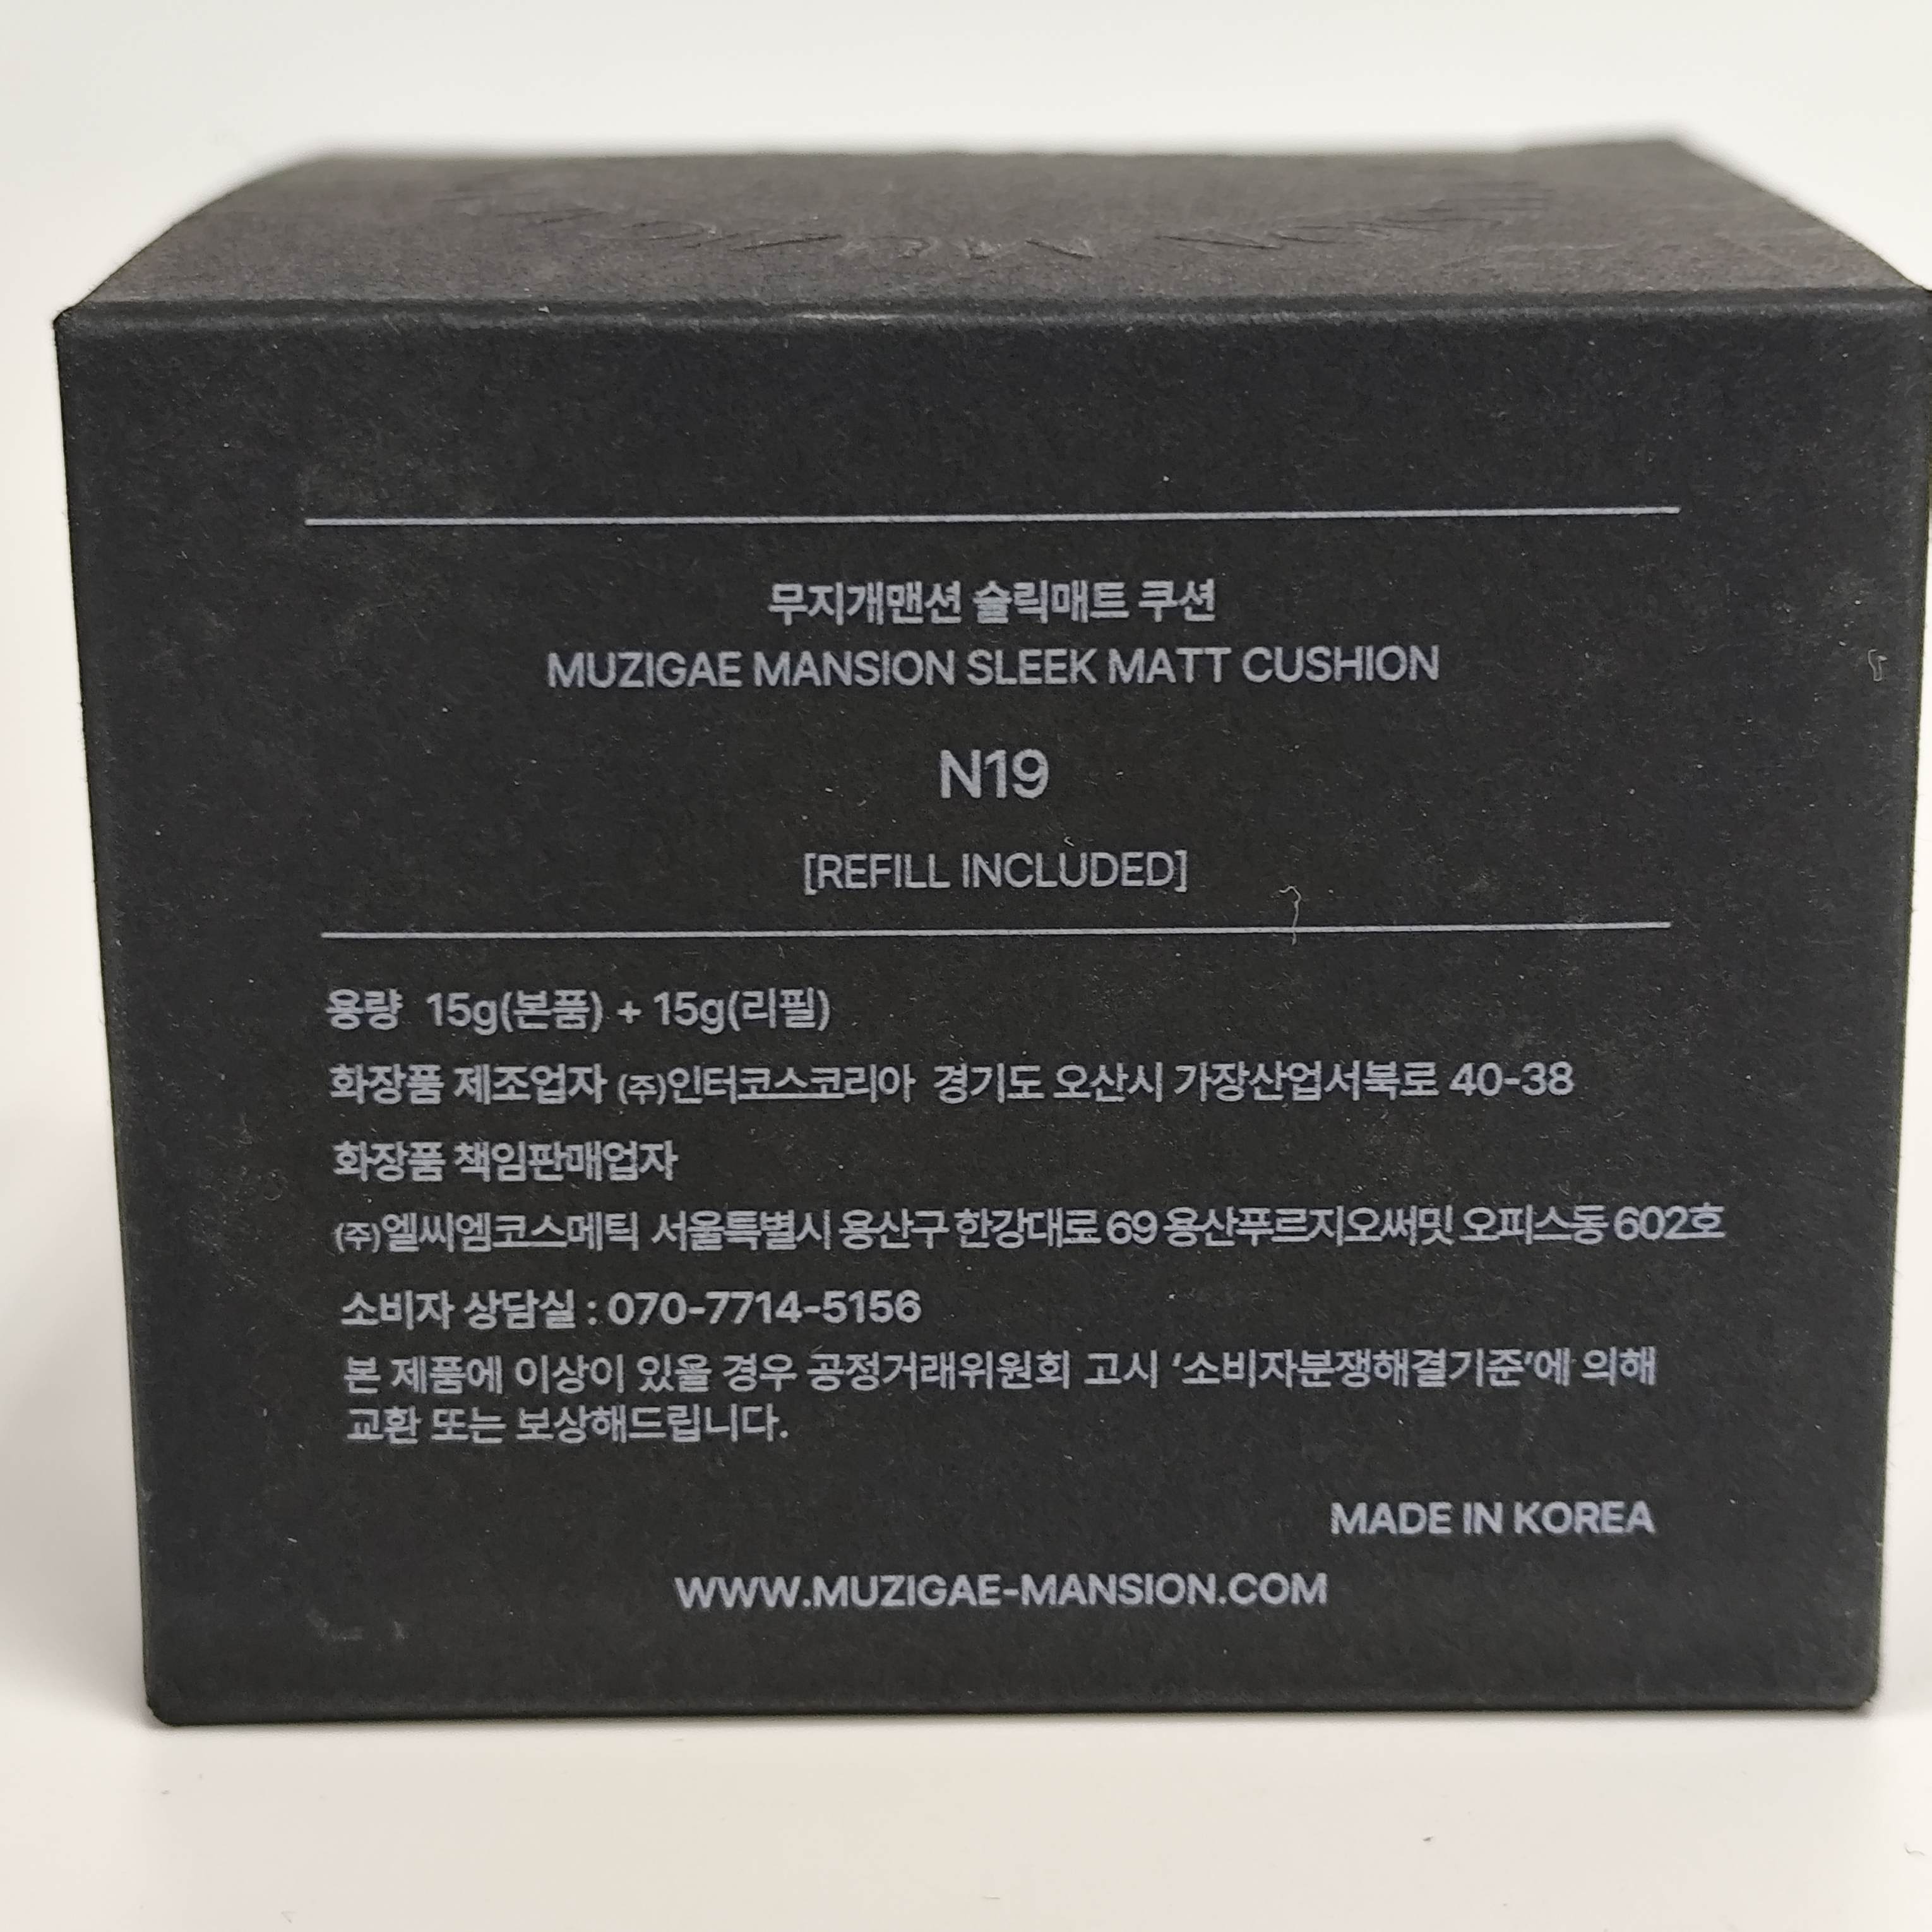 무지개맨션 슬릭매트 쿠션
MUZIGAE MANSION SLEEK MATT CUSHION
N19
[REFILL INCLUDED]
용량 15g(본품) + 15g(리필)
화장품 제조업자 (주)인터코스코리아 경기도 오산시 가장산업서북로 40-38
화장품 책임판매업자
(주)엘씨엠코스메틱 서울특별시 용산구 한강대로 69 용산푸르지오써밋 오피스동 602호
소비자 상담실 : 070-7714-5156
본 제품에 이상이 있을 경우 공정거래위원회 고시 ‘소비자분쟁해결기준’에 의해
교환 또는 보상해드립니다.
MADE IN KOREA
WWW.MUZIGAE-MANSION.COM